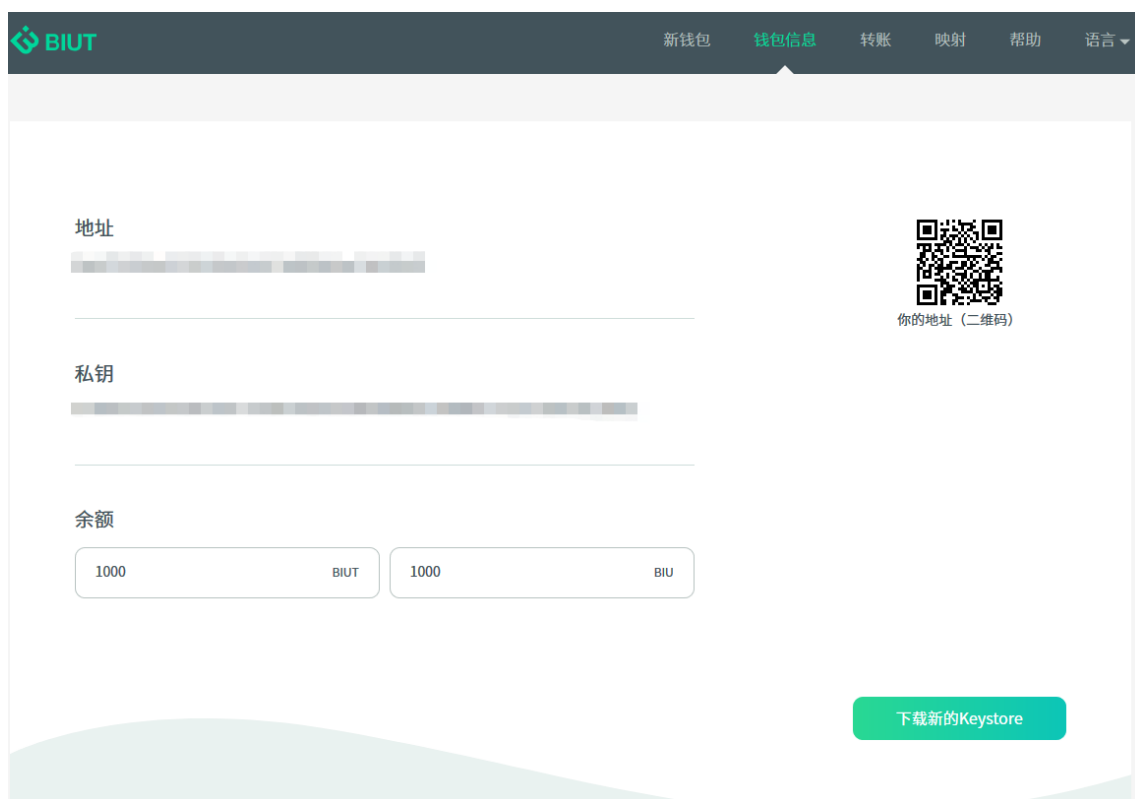 BIUT
新钱包 钱包信息 转账 映射 帮助 语言
地址
你的地址（二维码）
私钥
余额
1000 BIUT 1000 BIU
下载新的Keystore